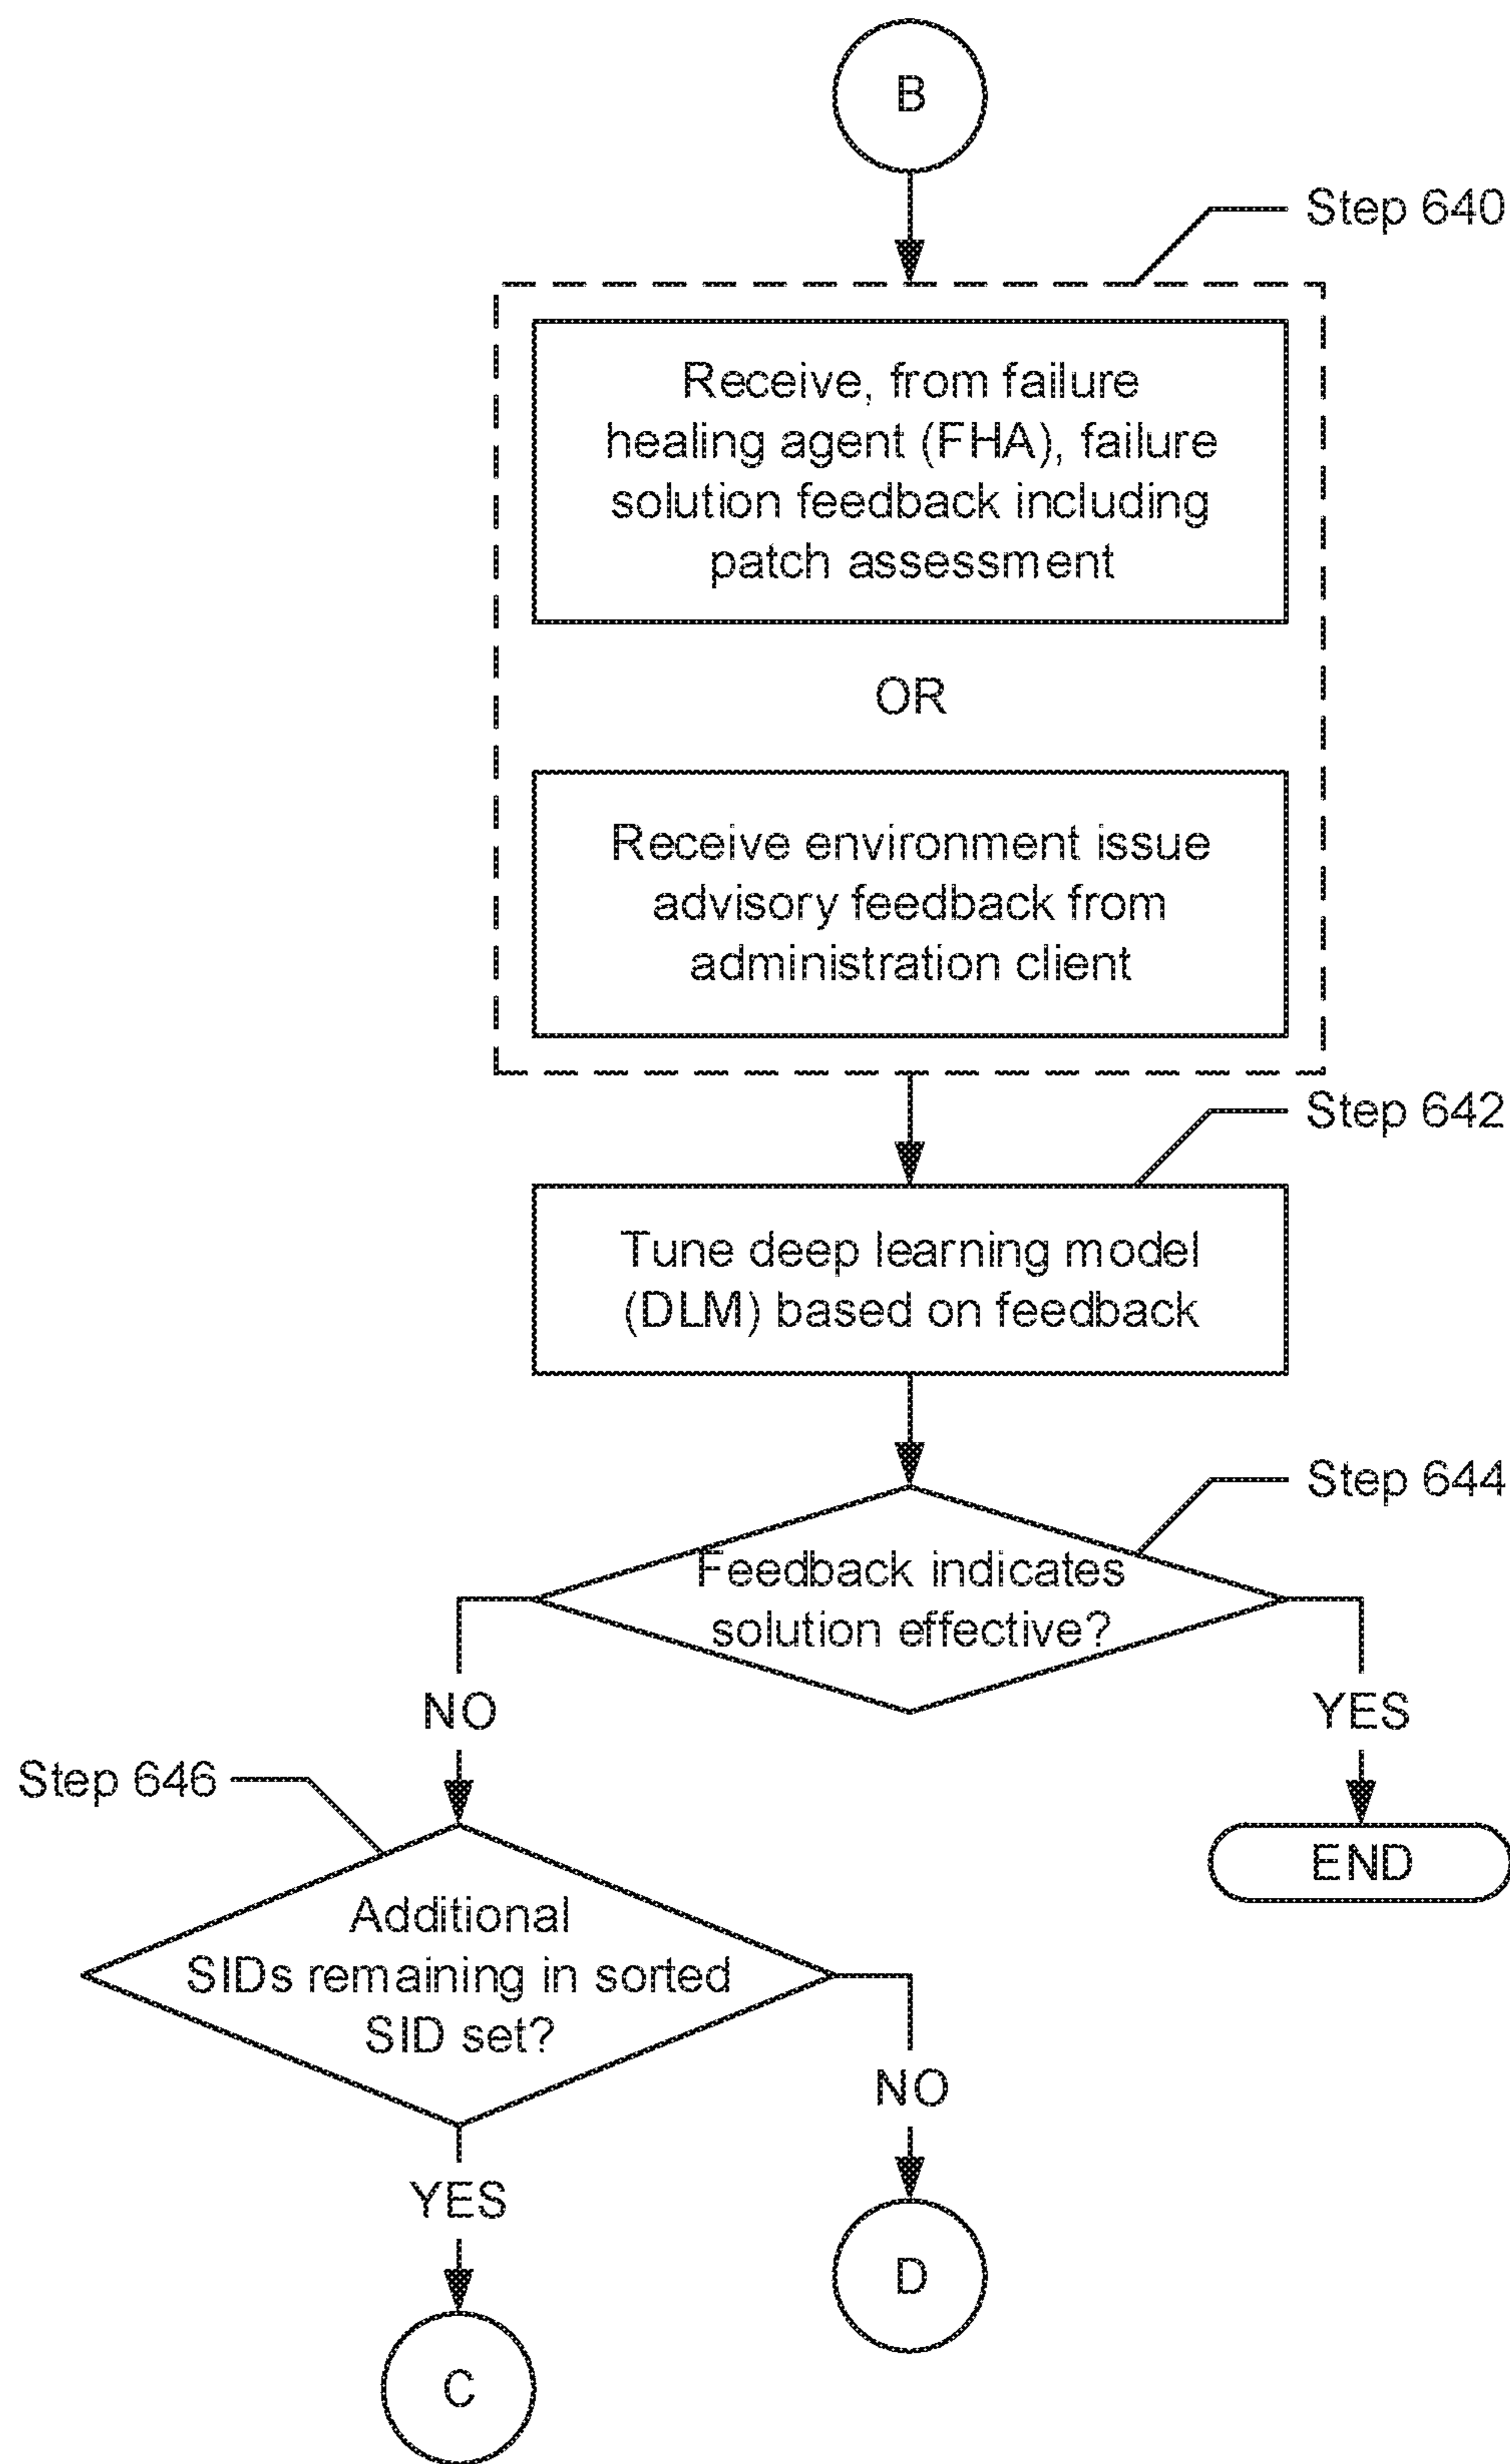 B
Step 640
Receive, from failure
healing agent (FHA), failure
solution feedback including
patch assessment
OR
Receive environment issue
advisory feedback from
administration client
Step 642
Tune deep learning model
(DLM) based on feedback
Step 644
Feedback indicates
solution effective?
NO
YES
Step 646
END
Additional
SIDs remaining in sorted
SID set?
NO
YES
D
C